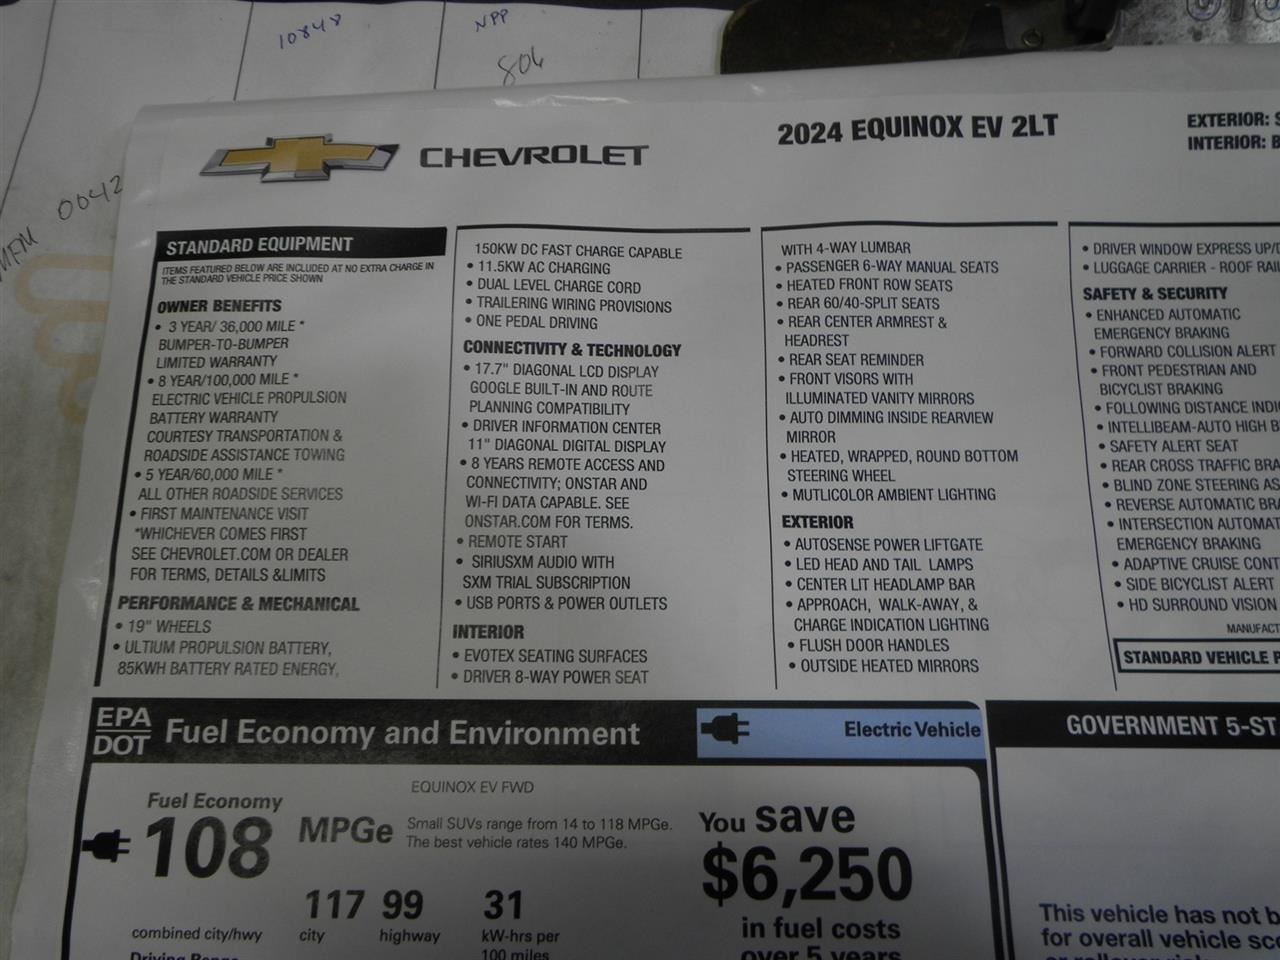 10848
NPP
806
MFM 0042
CHEVROLET
2024 EQUINOX EV 2LT
EXTERIOR:
INTERIOR:
STANDARD EQUIPMENT
ITEMS FEATURED BELOW ARE INCLUDED AT NO EXTRA CHARGE IN
THE STANDARD VEHICLE PRICE SHOWN
OWNER BENEFITS
• 3 YEAR/ 36,000 MILE *
BUMPER-TO-BUMPER
LIMITED WARRANTY
• 8 YEAR/100,000 MILE *
ELECTRIC VEHICLE PROPULSION
BATTERY WARRANTY
COURTESY TRANSPORTATION &
ROADSIDE ASSISTANCE TOWING
• 5 YEAR/60,000 MILE *
ALL OTHER ROADSIDE SERVICES
• FIRST MAINTENANCE VISIT
*WHICHEVER COMES FIRST
SEE CHEVROLET.COM OR DEALER
FOR TERMS, DETAILS &LIMITS
PERFORMANCE & MECHANICAL
• 19" WHEELS
• ULTIUM PROPULSION BATTERY,
85KWH BATTERY RATED ENERGY,
150KW DC FAST CHARGE CAPABLE
• 11.5KW AC CHARGING
• DUAL LEVEL CHARGE CORD
• TRAILERING WIRING PROVISIONS
• ONE PEDAL DRIVING
CONNECTIVITY & TECHNOLOGY
• 17.7" DIAGONAL LCD DISPLAY
GOOGLE BUILT-IN AND ROUTE
PLANNING COMPATIBILITY
• DRIVER INFORMATION CENTER
11" DIAGONAL DIGITAL DISPLAY
• 8 YEARS REMOTE ACCESS AND
CONNECTIVITY; ONSTAR AND
WI-FI DATA CAPABLE. SEE
ONSTAR.COM FOR TERMS.
• REMOTE START
• SIRIUSXM AUDIO WITH
SXM TRIAL SUBSCRIPTION
• USB PORTS & POWER OUTLETS
INTERIOR
• EVOTEX SEATING SURFACES
• DRIVER 8-WAY POWER SEAT
WITH 4-WAY LUMBAR
• PASSENGER 6-WAY MANUAL SEATS
• HEATED FRONT ROW SEATS
• REAR 60/40-SPLIT SEATS
• REAR CENTER ARMREST &
HEADREST
• REAR SEAT REMINDER
• FRONT VISORS WITH
ILLUMINATED VANITY MIRRORS
• AUTO DIMMING INSIDE REARVIEW
MIRROR
• HEATED, WRAPPED, ROUND BOTTOM
STEERING WHEEL
• MUTLICOLOR AMBIENT LIGHTING
EXTERIOR
• AUTOSENSE POWER LIFTGATE
• LED HEAD AND TAIL LAMPS
• CENTER LIT HEADLAMP BAR
• APPROACH, WALK-AWAY, &
CHARGE INDICATION LIGHTING
• FLUSH DOOR HANDLES
• OUTSIDE HEATED MIRRORS
• DRIVER WINDOW EXPRESS UP/
• LUGGAGE CARRIER - ROOF
SAFETY & SECURITY
• ENHANCED AUTOMATIC
EMERGENCY BRAKING
• FORWARD COLLISION ALERT
• FRONT PEDESTRIAN AND
BICYCLIST BRAKING
• FOLLOWING DISTANCE
• INTELLIBEAM-AUTO HIGH
• SAFETY ALERT SEAT
• REAR CROSS TRAFFIC
• BLIND ZONE STEERING
• REVERSE AUTOMATIC
• INTERSECTION
EMERGENCY BRAKING
• ADAPTIVE CRUISE
• SIDE BICYCLIST ALERT
• HD SURROUND VISION
STANDARD VEHICLE
EPA
DOT
Fuel Economy and Environment
Electric Vehicle
EQUINOX EV FWD
Fuel Economy
108 MPGe
Small SUVs range from 14 to 118 MPGe.
The best vehicle rates 140 MPGe.
117 99 31
combined city/hwy city highway kW-hrs per
100 miles
Driving Range
You save
$6,250
in fuel costs
over 5 years
GOVERNMENT 5-ST
This vehicle has not
for overall vehicle